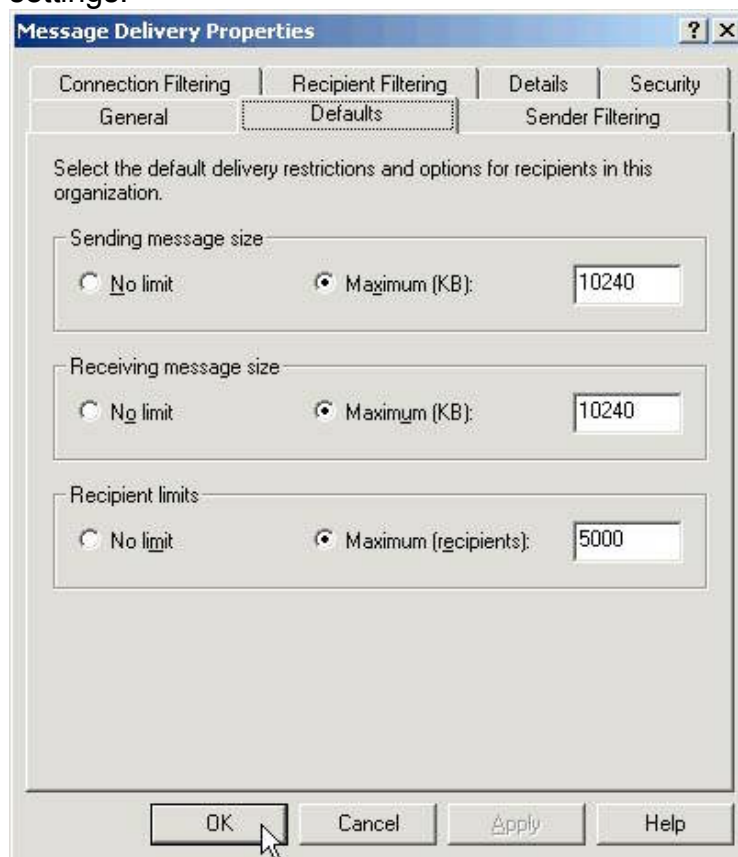 settings.
Message Delivery Properties
Connection Filtering Recipient Filtering Details Security
General Defaults Sender Filtering
Select the default delivery restrictions and options for recipients in this
organization.
Sending message size
No limit Maximum (KB): 10240
Receiving message size
No limit Maximum (KB): 10240
Recipient limits
No limit Maximum (recipients): 5000
OK Cancel Apply Help